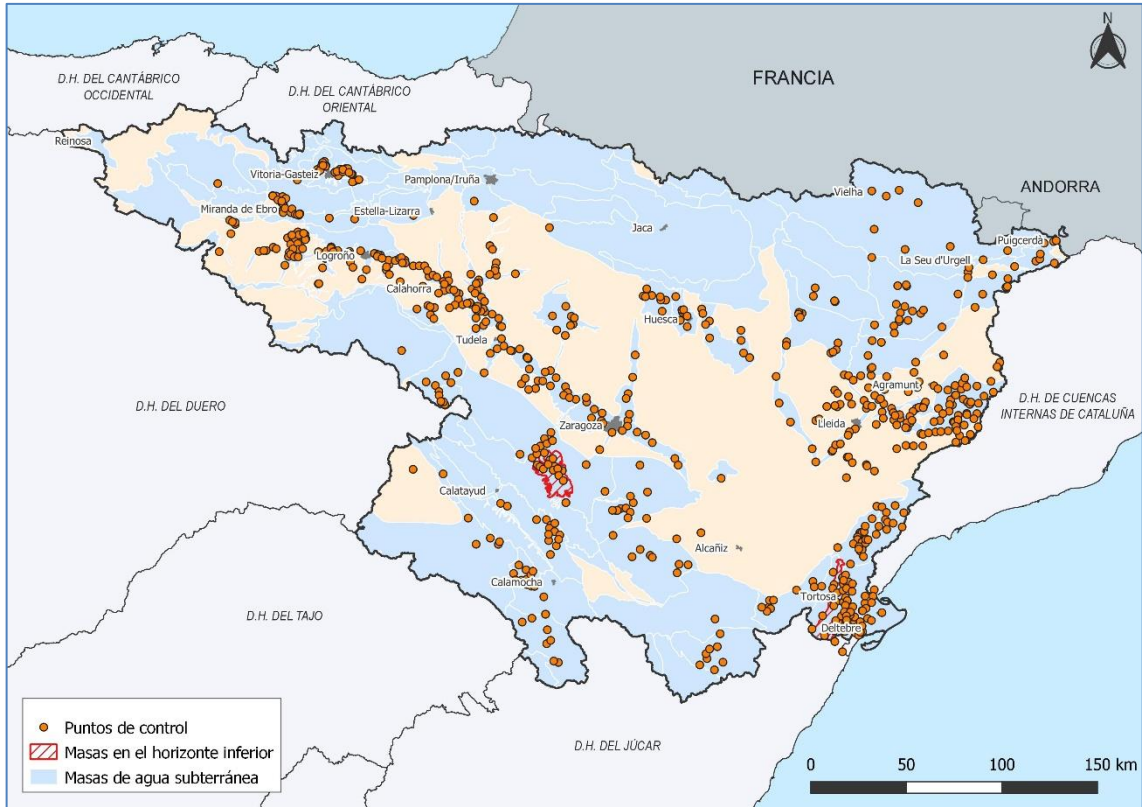 N
FRANCIA
D.H. DEL CANTÁBRICO
OCCIDENTAL
D.H. DEL CANTÁBRICO
ORIENTAL
Reinosa
Vitoria-Gasteiz
Pamplona/Iruña
Vielha
ANDORRA
Miranda de Ebro
Estella-Lizarra
Jaca
Puigcerdà
La Seu d'Urgell
Logroño
Calahorra
Huesca
Tudela
Agramunt
D.H. DEL DUERO
Zaragoza
Lleida
D.H. DE CUENCAS
INTERNAS DE CATALUÑA
Calatayud
Alcañiz
Calamocha
Tortosa
D.H. DEL TAJO
Deltebre
Puntos de control
Masas en el horizonte inferior
Masas de agua subterránea
D.H. DEL JÚCAR
0 50 100 150 km